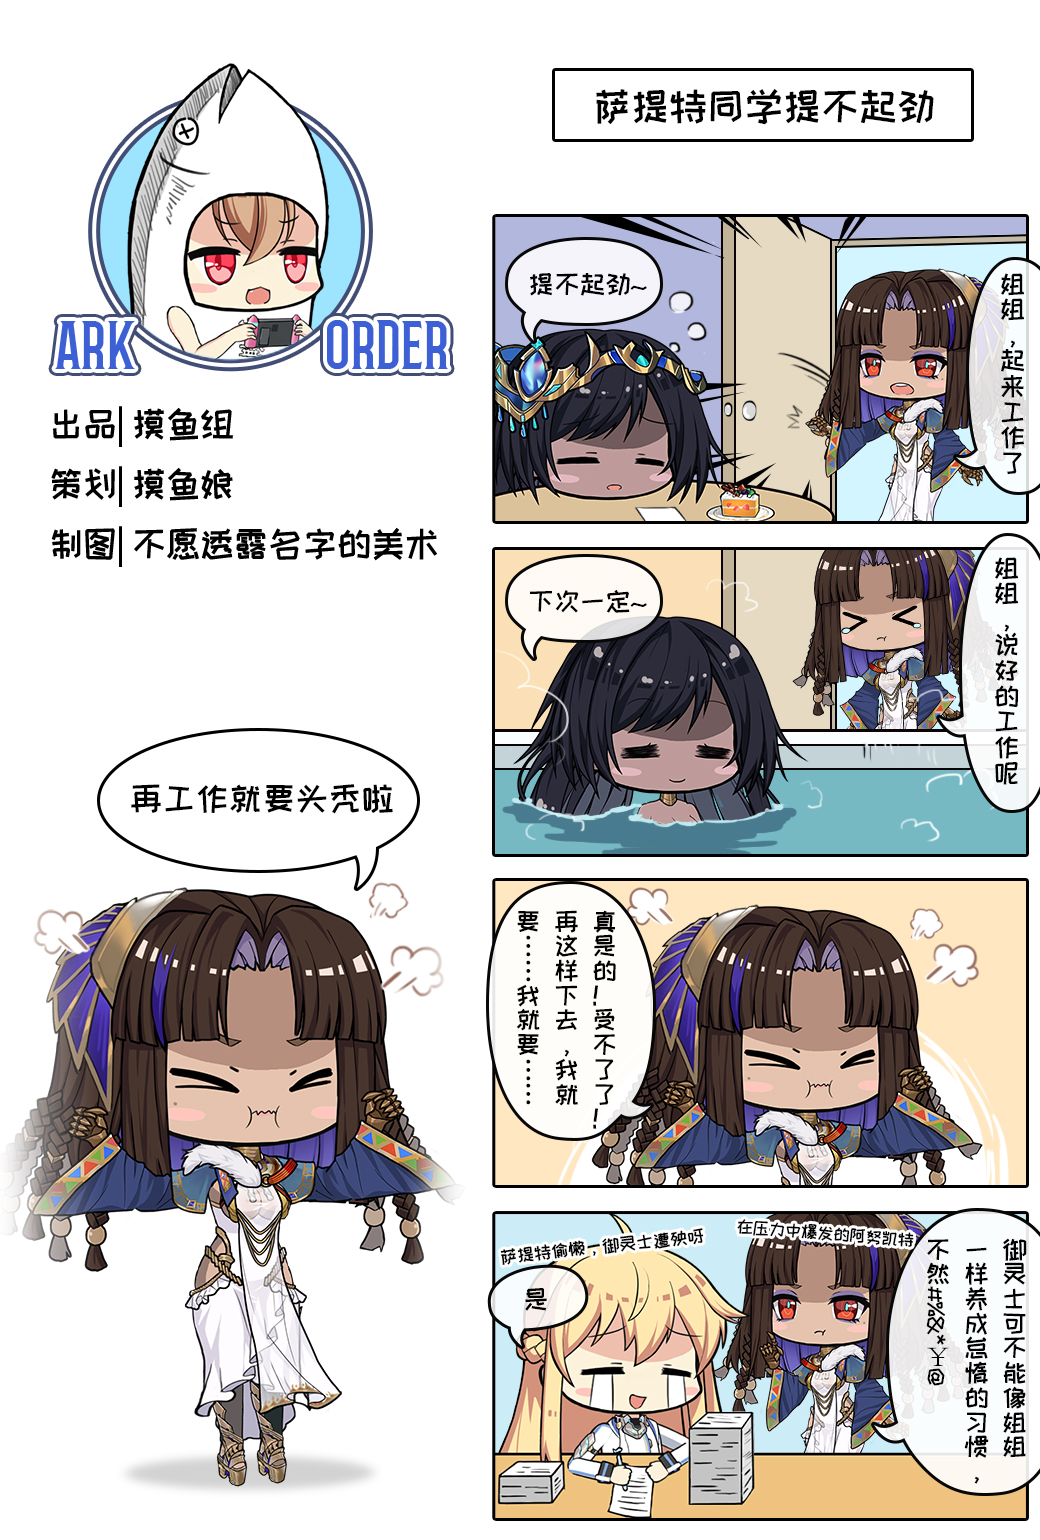 萨提特同学提不起劲
ARK ORDER
出品|摸鱼组
策划|摸鱼娘
制图|不愿透露名字的美术
提不起劲~
姐姐,起来工作了
下次一定~
姐姐,说好的工作呢
再工作就要头秃啦
真是的!受不了了!
再这样下去,我就
要……我就要……
萨提特偷懒,御灵士遭殃呀
在压力中爆发的阿努凯特
是
御灵士可不能像姐姐
一样养成怠惰的习惯,
不然#%&*￥@